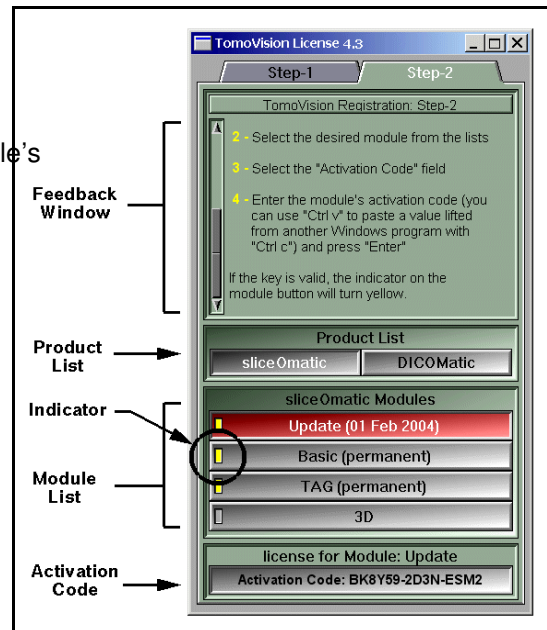 TomoVision License 4.3
Step-1
Step-2
TomoVision Registration: Step-2
le's
2 - Select the desired module from the lists
3 - Select the "Activation Code" field
4 - Enter the module's activation code (you
can use "Ctrl v" to paste a value lifted
from another Windows program with
"Ctrl c") and press "Enter"
If the key is valid, the indicator on the
module button will turn yellow.
Feedback
Window
Product List
sliceOmatic
DICOMatic
Product
List
sliceOmatic Modules
Indicator
Update (01 Feb 2004)
Basic (permanent)
TAG (permanent)
3D
Module
List
license for Module: Update
Activation Code: BK8Y59-2D3N-ESM2
Activation
Code